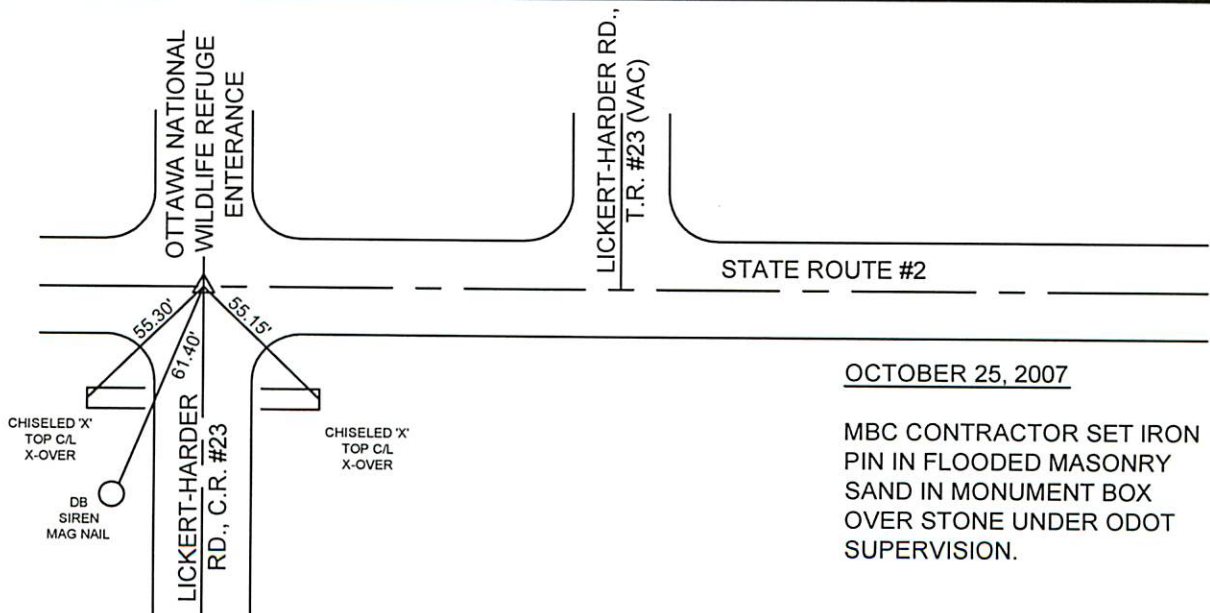 OTTAWA NATIONAL
WILDLIFE REFUGE
ENTERANCE
LICKERT-HARDER RD.,
T.R. #23 (VAC)
STATE ROUTE #2
55.30'
61.40'
55.15'
CHISELED 'X'
TOP C/L
X-OVER
CHISELED 'X'
TOP C/L
X-OVER
DB
SIREN
MAG NAIL
LICKERT-HARDER
RD., C.R. #23
OCTOBER 25, 2007
MBC CONTRACTOR SET IRON
PIN IN FLOODED MASONRY
SAND IN MONUMENT BOX
OVER STONE UNDER ODOT
SUPERVISION.